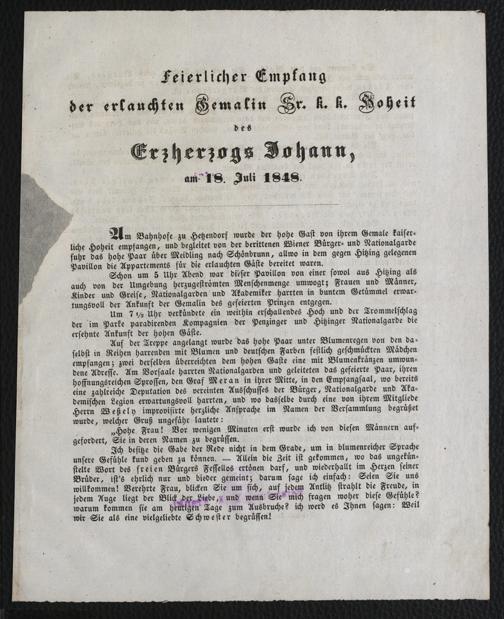 Feierlicher Empfang
der erlauchten Gemalin Sr. k. k. Hoheit
des
Erzherzogs Johann,
am 18. Juli 1848.
Am Bahnhofe zu Hetzendorf wurde der hohe Gast von ihrem Gemale kaiser-
liche Hoheit empfangen, und begleitet von der berittenen Wiener Bürger- und Nationalgarde
fuhr das hohe Paar über Meidling nach Schönbrunn, allwo in dem gegen Hitzing gelegenen
Pavillon die Appartements für die erlauchten Gäste bereitet waren.
Schon um 5 Uhr Abend war dieser Pavillon von einer sowol aus Hitzing als
auch von der Umgebung herzugeströmten Menschenmenge umwogt; Frauen und Männer,
Kinder und Greise, Nationalgarden und Akademiker harrten in buntem Getümmel erwar-
tungsvoll der Ankunft der Gemalin des gefeierten Prinzen entgegen.
Um 7½ Uhr verkündete ein weithin erschallendes Hoch und der Trommelschlag
der im Parke paradirenden Kompagnien der Penzinger und Hitzinger Nationalgarde die
ersehnte Ankunft der hohen Gäste.
Auf der Treppe angelangt wurde das hohe Paar unter Blumenregen von den da-
selbst in Reihen harrenden mit Blumen und deutschen Farben festlich geschmückten Mädchen
empfangen; zwei derselben überreichten dem hohen Gaste eine mit Blumenkränzen umwun-
dene Adresse. Am Vorsaale harrten Nationalgarden und geleiteten das gefeierte Paar, ihren
hoffnungsreichen Sprossen, den Graf Meran in ihrer Mitte, in den Empfangsaal, wo bereits
eine zahlreiche Deputation des vereinten Ausschusses der Bürger, Nationalgarde und Aka-
demischen Legion erwartungsvoll harrten, und wo dasselbe durch eine von ihrem Mitgliede
Herrn Weßely improvisirte herzliche Ansprache im Namen der Versammlung begrüßet
wurde, welcher Gruß ungefähr lautete:
„Hohe Frau! Vor wenigen Minuten erst wurde ich von diesen Männern auf-
gefordert, Sie in deren Namen zu begrüssen.
Ich besitze die Gabe der Rede nicht in dem Grade, um in blumenreicher Sprache
unsere Gefühle kund geben zu können. — Allein die Zeit ist gekommen, wo das ungekün-
stelte Wort des freien Bürgers Fessellos ertönen darf, und wiederhallt im Herzen seiner
Brüder, ist's ehrlich nur und bieder gemeint; darum sage ich einfach: Seien Sie uns
willkommen! Verehrte Frau, blicken Sie um sich, auf jedem Antlitz strahlt die Freude, in
jedem Auge liegt der Blick der Liebe, und wenn Sie mich fragen woher diese Gefühle?
warum kommen sie am heutigen Tage zum Ausbruche? ich werd es Ihnen sagen: Weil
wir Sie als eine vielgeliebte Schwester begrüßen!